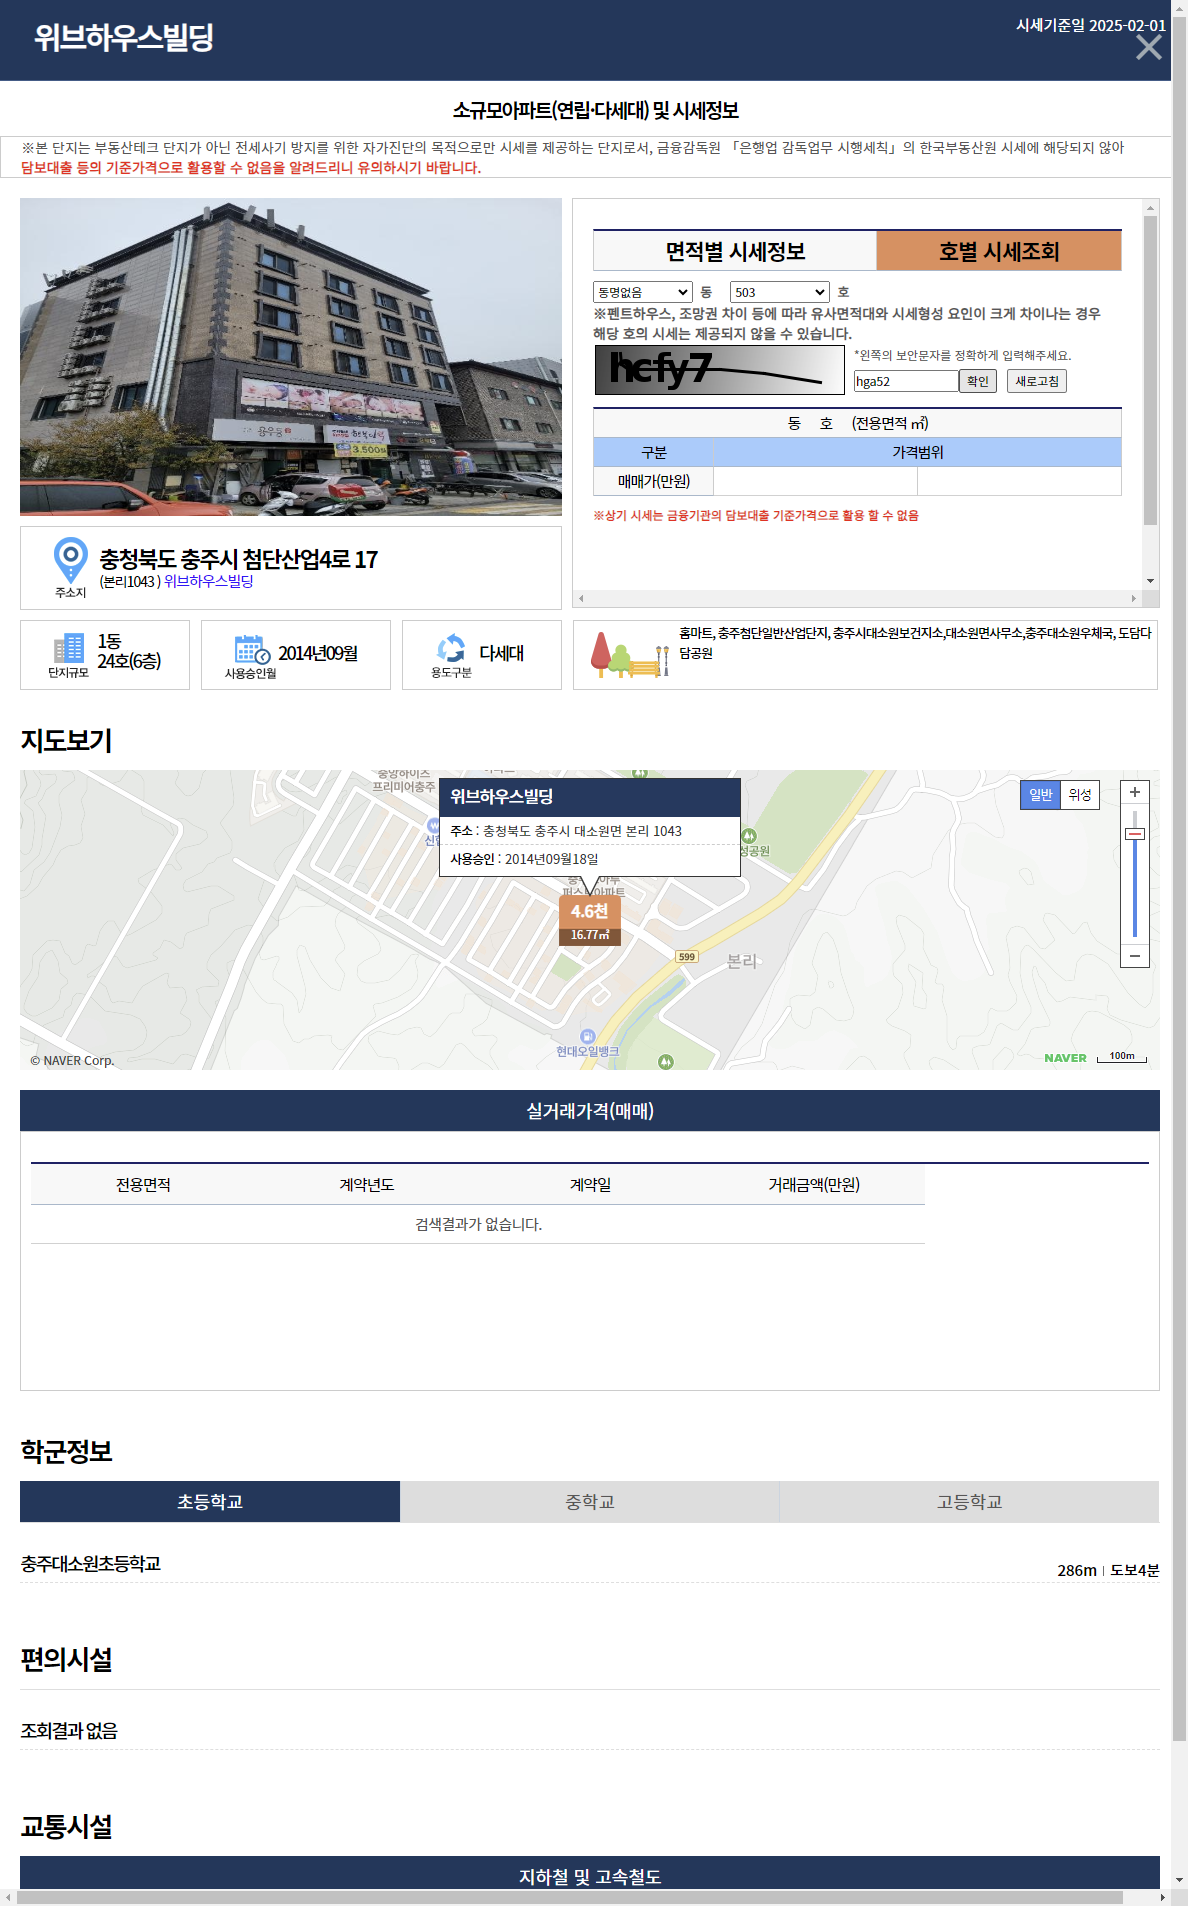 위브하우스빌딩
시세기준일 2025-02-01
소규모아파트(연립·다세대) 및 시세정보
※본 단지는 부동산테크 단지가 아닌 전세사기 방지를 위한 자가진단의 목적으로만 시세를 제공하는 단지로서, 금융감독원 「은행업 감독업무 시행세칙」의 한국부동산원 시세에 해당되지 않아
담보대출 등의 기준가격으로 활용할 수 없음을 알려드리니 유의하시기 바랍니다.
3,500원
면적별 시세정보
호별 시세조회
동명없음 동 503 호
※펜트하우스, 조망권 차이 등에 따라 유사면적대와 시세형성 요인이 크게 차이나는 경우
해당 호의 시세는 제공되지 않을 수 있습니다.
hcfy7
*왼쪽의 보안문자를 정확하게 입력해주세요.
hga52 확인 새로고침
동 호 (전용면적 ㎡)
구분 가격범위
매매가(만원)
※상기 시세는 금융기관의 담보대출 기준가격으로 활용 할 수 없음
주소지
충청북도 충주시 첨단산업4로 17
(본리1043 ) 위브하우스빌딩
단지규모
1동
24호(6층)
사용승인월
2014년09월
용도구분
다세대
홈마트, 충주첨단일반산업단지, 충주시대소원보건지소,대소원면사무소,충주대소원우체국, 도담다
담공원
지도보기
중앙하이츠
프리미어충주
위브하우스빌딩
주소 : 충청북도 충주시 대소원면 본리 1043
사용승인 : 2014년09월18일
4.6천
16.77㎡
599
본리
현대오일뱅크
일반 위성
+
−
© NAVER Corp.
NAVER
100m
실거래가격(매매)
전용면적 계약년도 계약일 거래금액(만원)
검색결과가 없습니다.
학군정보
초등학교 중학교 고등학교
충주대소원초등학교
286m 도보4분
편의시설
조회결과 없음
교통시설
지하철 및 고속철도